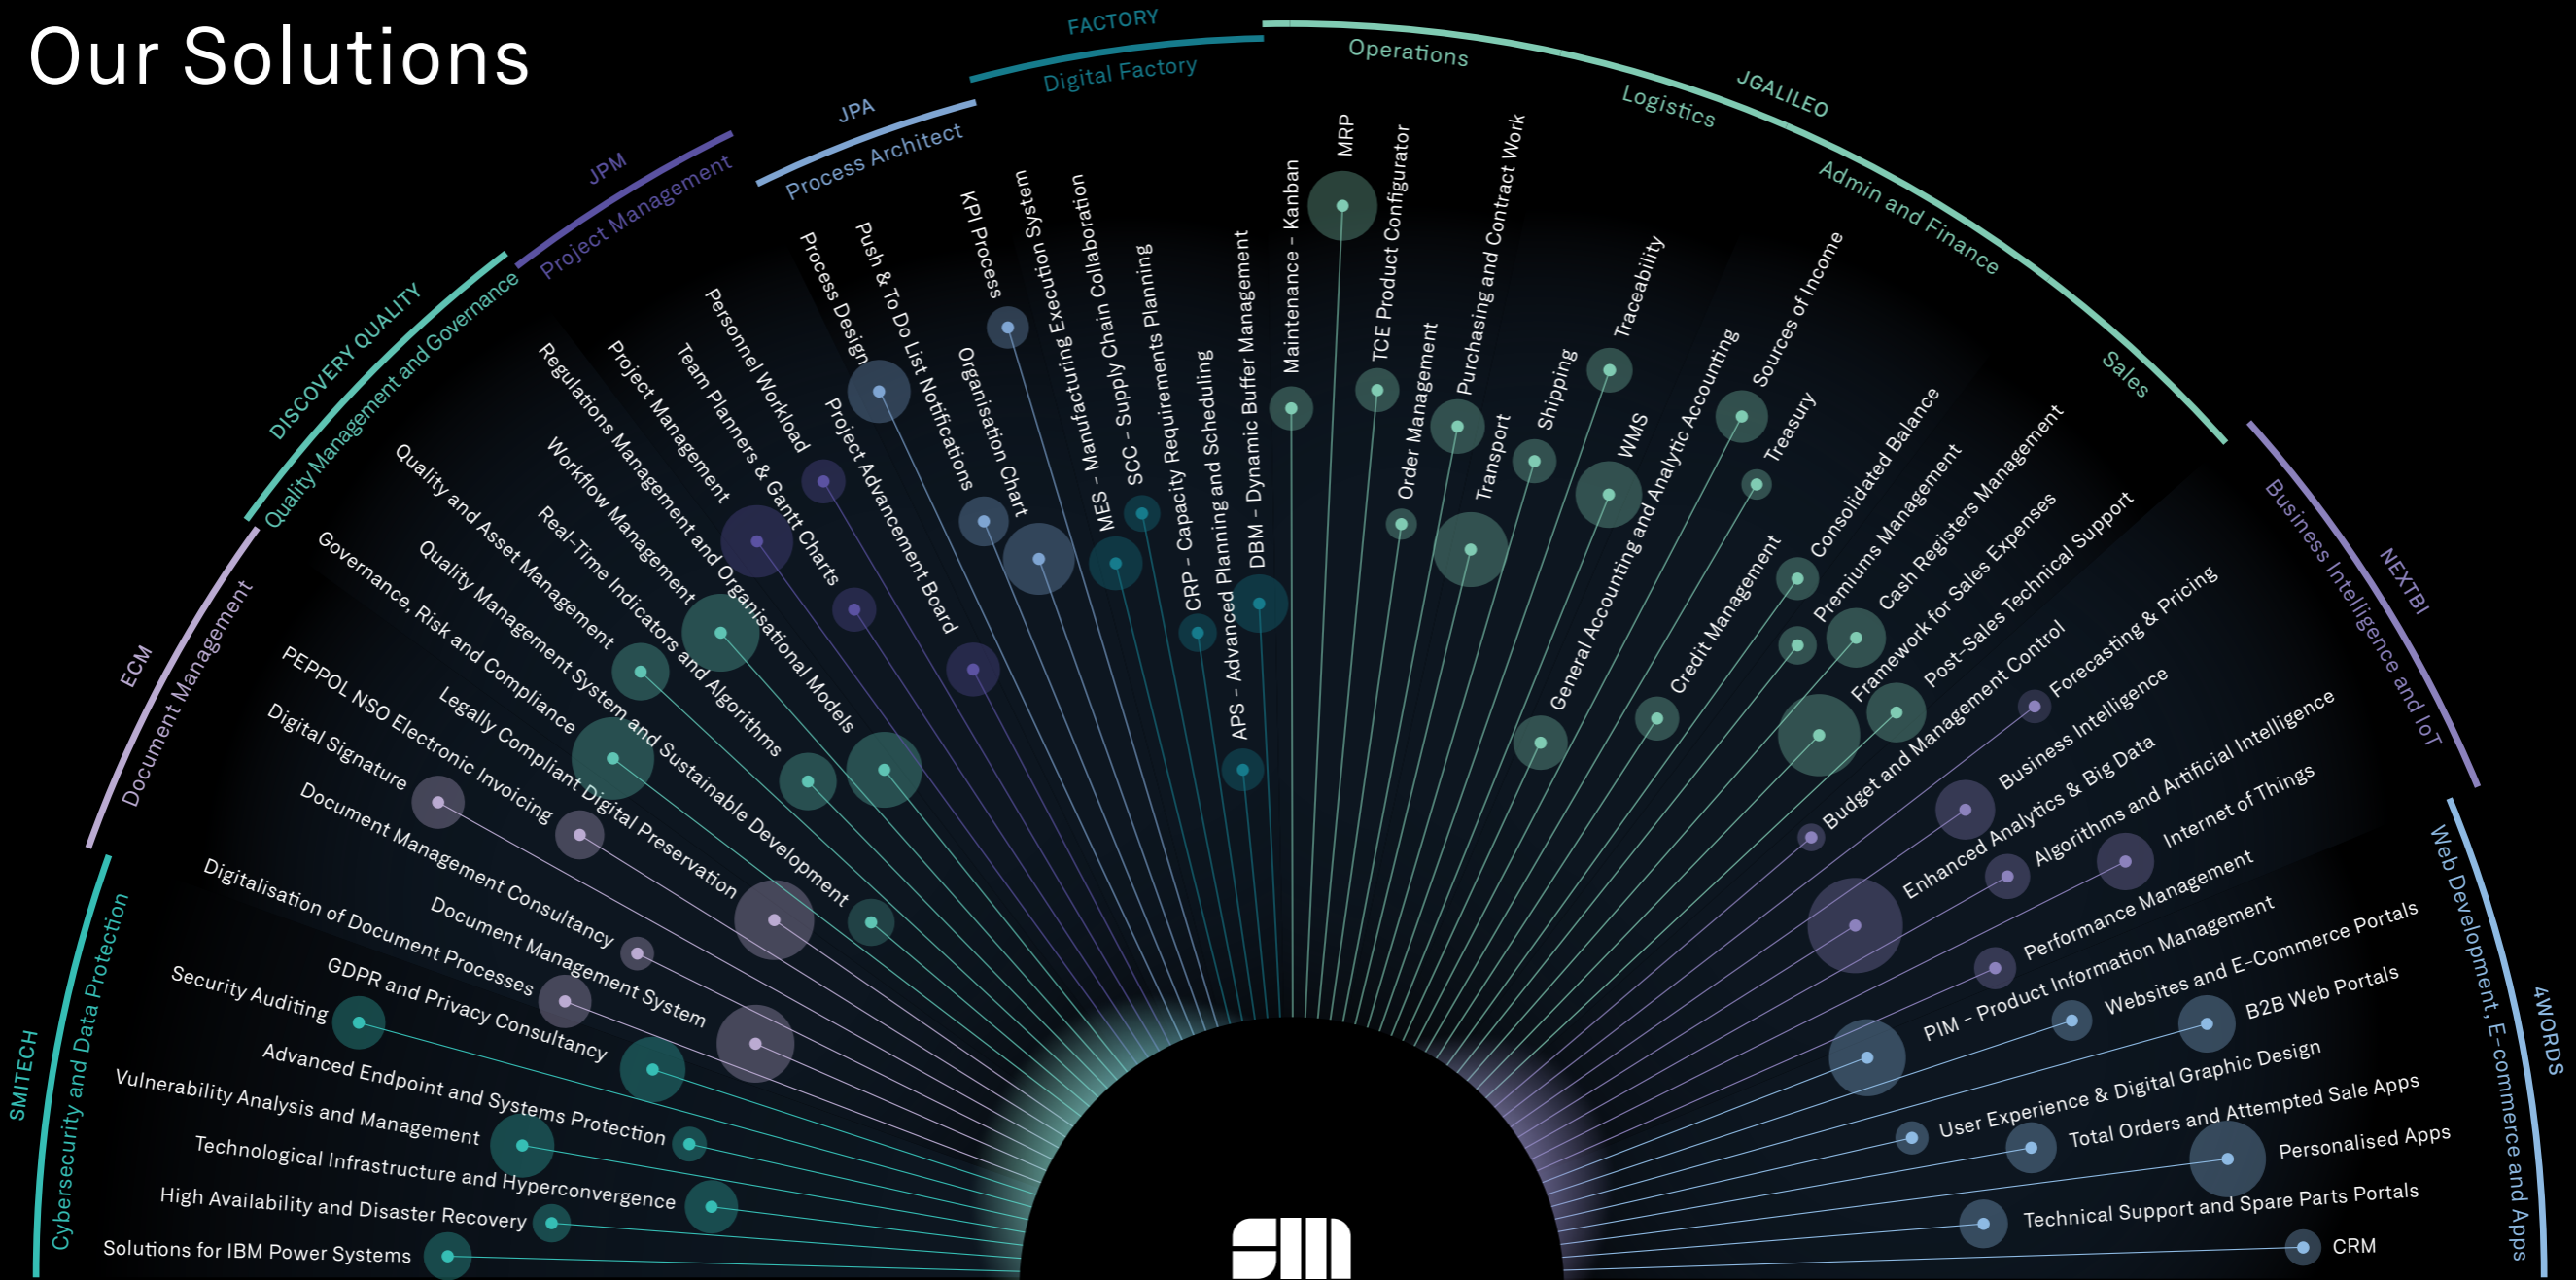 Our Solutions
SMITECH
Cybersecurity and Data Protection
Solutions for IBM Power Systems
High Availability and Disaster Recovery
Technological Infrastructure and Hyperconvergence
Vulnerability Analysis and Management
Advanced Endpoint and Systems Protection
Security Auditing
GDPR and Privacy Consultancy
ECM
Document Management
Digitalisation of Document Processes
Document Management System
Document Management Consultancy
Digital Signature
PEPPOL NSO Electronic Invoicing
Legally Compliant Digital Preservation
DISCOVERY QUALITY
Quality Management and Governance
Governance, Risk and Compliance
Quality Management System and Sustainable Development
Quality and Asset Management
Real-Time Indicators and Algorithms
Workflow Management
Regulations Management and Organisational Models
JPM
Project Management
Project Management
Team Planners & Gantt Charts
Personnel Workload
Project Advancement Board
JPA
Process Architect
Process Design
Push & To Do List Notifications
Organisation Chart
KPI Process
FACTORY
Digital Factory
MES - Manufacturing Execution System
SCC - Supply Chain Collaboration
CRP - Capacity Requirements Planning
APS - Advanced Planning and Scheduling
DBM - Dynamic Buffer Management
JGALILEO
Operations
Maintenance - Kanban
MRP
TCE Product Configurator
Order Management
Purchasing and Contract Work
Logistics
Transport
Shipping
Traceability
WMS
Admin and Finance
General Accounting and Analytic Accounting
Sources of Income
Treasury
Credit Management
Consolidated Balance
Sales
Premiums Management
Cash Registers Management
Framework for Sales Expenses
Post-Sales Technical Support
NEXTBI
Business Intelligence and IoT
Budget and Management Control
Forecasting & Pricing
Business Intelligence
Enhanced Analytics & Big Data
Algorithms and Artificial Intelligence
Internet of Things
Performance Management
4WORDS
Web Development, E-commerce and Apps
PIM - Product Information Management
Websites and E-Commerce Portals
B2B Web Portals
User Experience & Digital Graphic Design
Total Orders and Attempted Sale Apps
Personalised Apps
Technical Support and Spare Parts Portals
CRM